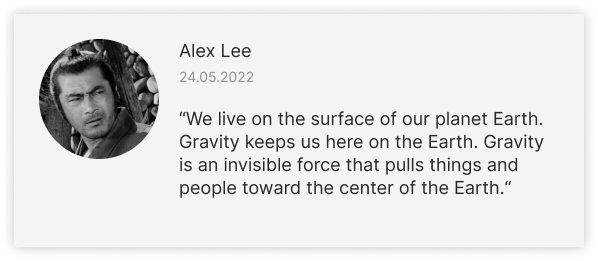 Alex Lee
24.05.2022
“We live on the surface of our planet Earth.
Gravity keeps us here on the Earth. Gravity
is an invisible force that pulls things and
people toward the center of the Earth.“